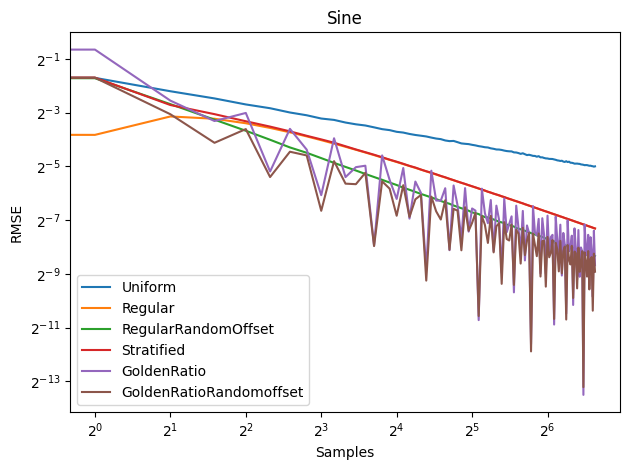 Sine
RMSE
2^-1
2^-3
2^-5
2^-7
2^-9
2^-11
2^-13
Uniform
Regular
RegularRandomOffset
Stratified
GoldenRatio
GoldenRatioRandomoffset
2^0 2^1 2^2 2^3 2^4 2^5 2^6
Samples